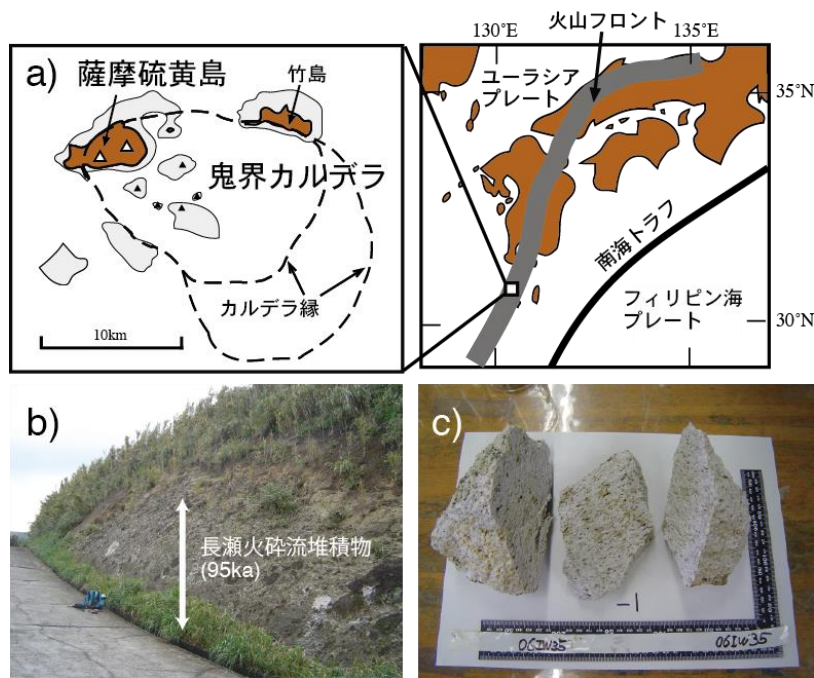 a)
薩摩硫黄島
竹島
鬼界カルデラ
カルデラ縁
10km
130˚E
火山フロント
135˚E
ユーラシア
プレート
35˚N
南海トラフ
フィリピン海
プレート
30˚N
b)
長瀬火砕流堆積物
(95ka)
c)
-1
06IW35
06IW35